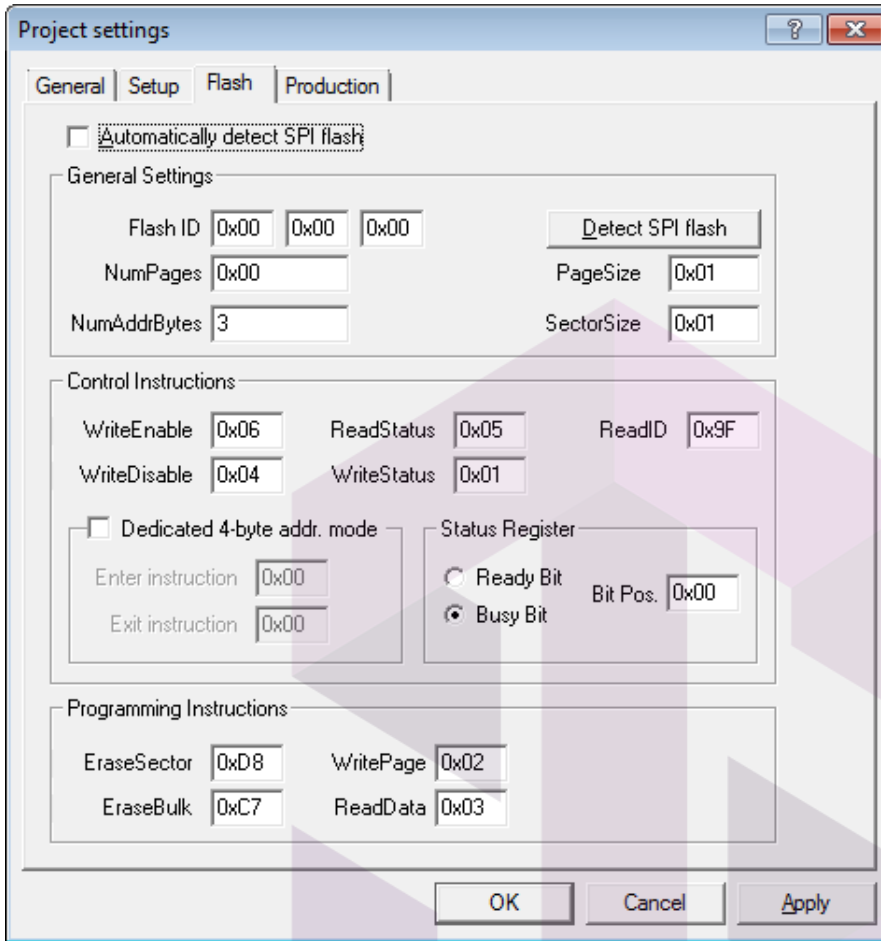 Project settings
General Setup Flash Production
Automatically detect SPI flash
General Settings
Flash ID 0x00 0x00 0x00 Detect SPI flash
NumPages 0x00 PageSize 0x01
NumAddrBytes 3 SectorSize 0x01
Control Instructions
WriteEnable 0x06 ReadStatus 0x05 ReadID 0x9F
WriteDisable 0x04 WriteStatus 0x01
Dedicated 4-byte addr. mode Status Register
Enter instruction 0x00 Ready Bit Bit Pos. 0x00
Exit instruction 0x00 Busy Bit
Programming Instructions
EraseSector 0xD8 WritePage 0x02
EraseBulk 0xC7 ReadData 0x03
OK Cancel Apply